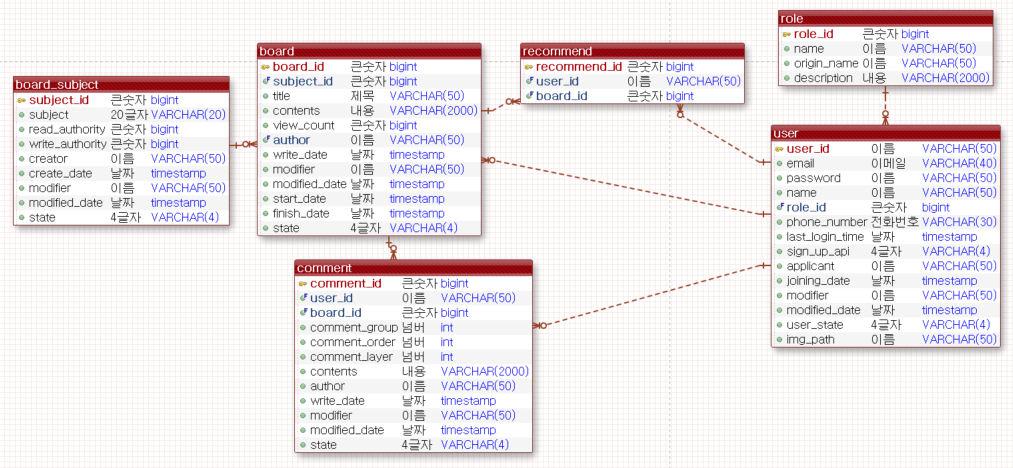 board_subject
subject_id 큰숫자 bigint
subject 20글자 VARCHAR(20)
read_authority 큰숫자 bigint
write_authority 큰숫자 bigint
creator 이름 VARCHAR(50)
create_date 날짜 timestamp
modifier 이름 VARCHAR(50)
modified_date 날짜 timestamp
state 4글자 VARCHAR(4)
board
board_id 큰숫자 bigint
subject_id 큰숫자 bigint
title 제목 VARCHAR(50)
contents 내용 VARCHAR(2000)
view_count 큰숫자 bigint
author 이름 VARCHAR(50)
write_date 날짜 timestamp
modifier 이름 VARCHAR(50)
modified_date 날짜 timestamp
start_date 날짜 timestamp
finish_date 날짜 timestamp
state 4글자 VARCHAR(4)
recommend
recommend_id 큰숫자 bigint
user_id 이름 VARCHAR(50)
board_id 큰숫자 bigint
role
role_id 큰숫자 bigint
name 이름 VARCHAR(50)
origin_name 이름 VARCHAR(50)
description 내용 VARCHAR(2000)
user
user_id 이름 VARCHAR(50)
email 이메일 VARCHAR(40)
password 이름 VARCHAR(50)
name 이름 VARCHAR(50)
role_id 큰숫자 bigint
phone_number 전화번호 VARCHAR(30)
last_login_time 날짜 timestamp
sign_up_api 4글자 VARCHAR(4)
applicant 이름 VARCHAR(50)
joining_date 날짜 timestamp
modifier 이름 VARCHAR(50)
modified_date 날짜 timestamp
user_state 4글자 VARCHAR(4)
img_path 이름 VARCHAR(50)
comment
comment_id 큰숫자 bigint
user_id 이름 VARCHAR(50)
board_id 큰숫자 bigint
comment_group 넘버 int
comment_order 넘버 int
comment_layer 넘버 int
contents 내용 VARCHAR(2000)
author 이름 VARCHAR(50)
write_date 날짜 timestamp
modifier 이름 VARCHAR(50)
modified_date 날짜 timestamp
state 4글자 VARCHAR(4)